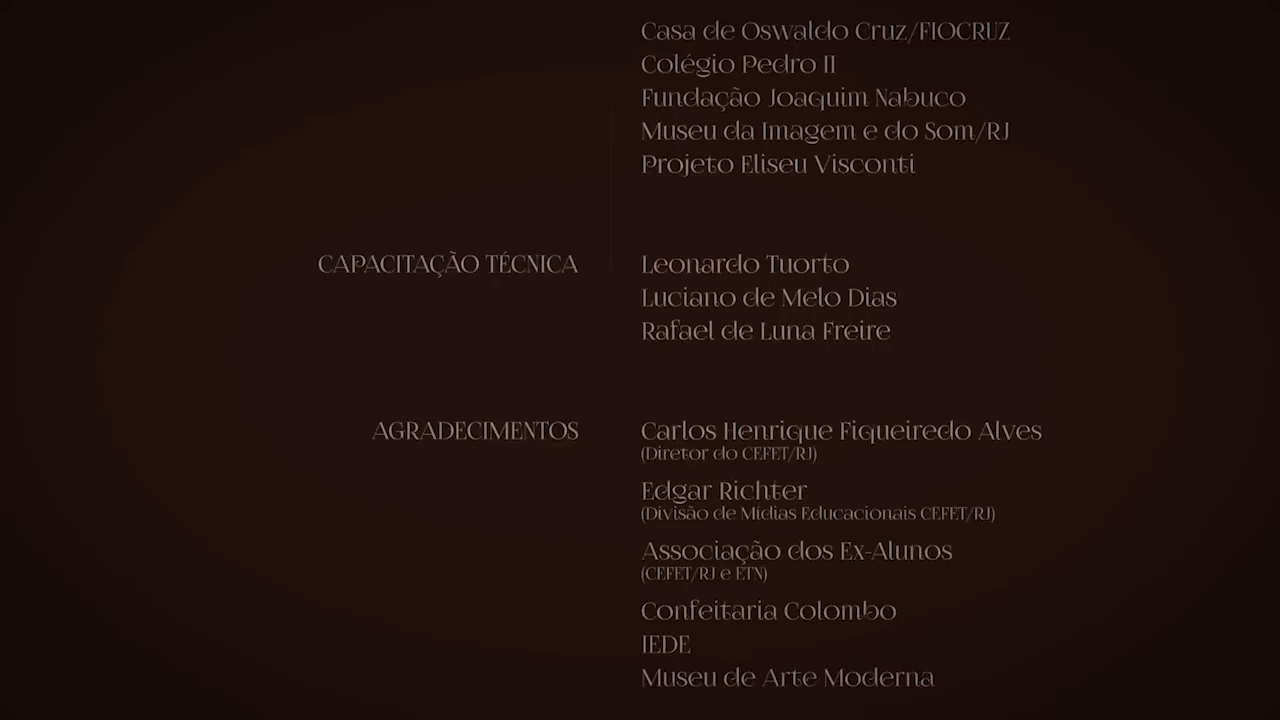 Casa de Oswaldo Cruz/FIOCRUZ
Colégio Pedro II
Fundação Joaquim Nabuco
Museu da Imagem e do Som/RJ
Projeto Eliseu Visconti
CAPACITAÇÃO TÉCNICA
Leonardo Tuorto
Luciano de Melo Dias
Rafael de Luna Freire
AGRADECIMENTOS
Carlos Henrique Figueiredo Alves
(Diretor do CEFET/RJ)
Edgar Richter
(Divisão de Mídias Educacionais CEFET/RJ)
Associação dos Ex-Alunos
(CEFET/RJ e ETN)
Confeitaria Colombo
IEDE
Museu de Arte Moderna